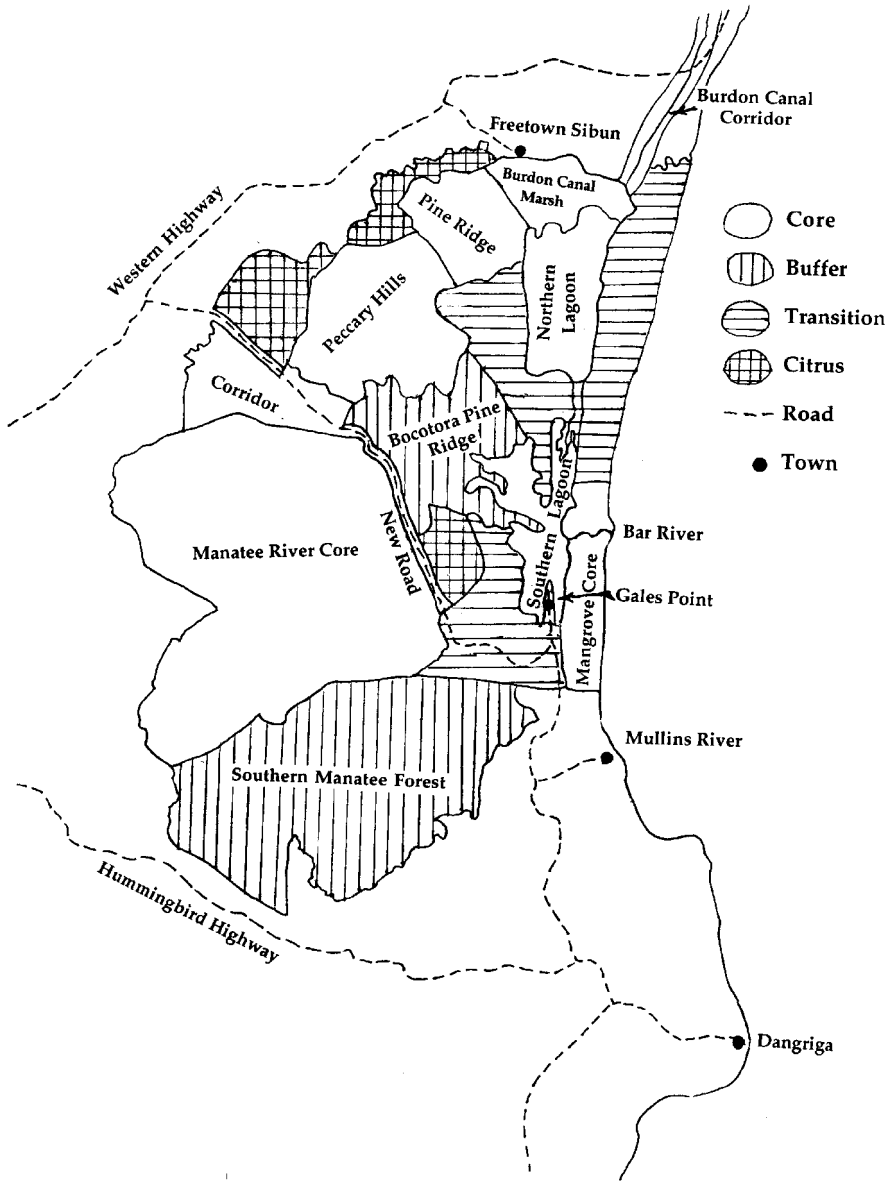 Burdon Canal
Corridor
Freetown Sibun
Burdon Canal
Marsh
Western Highway
Pine Ridge
Core
Buffer
Transition
Citrus
Road
Town
Peccary Hills
Northern
Lagoon
Corridor
Bocotora Pine
Ridge
Southern Lagoon
Bar River
Manatee River Core
New Road
Gales Point
Mangrove Core
Mullins River
Southern Manatee Forest
Hummingbird Highway
Dangriga